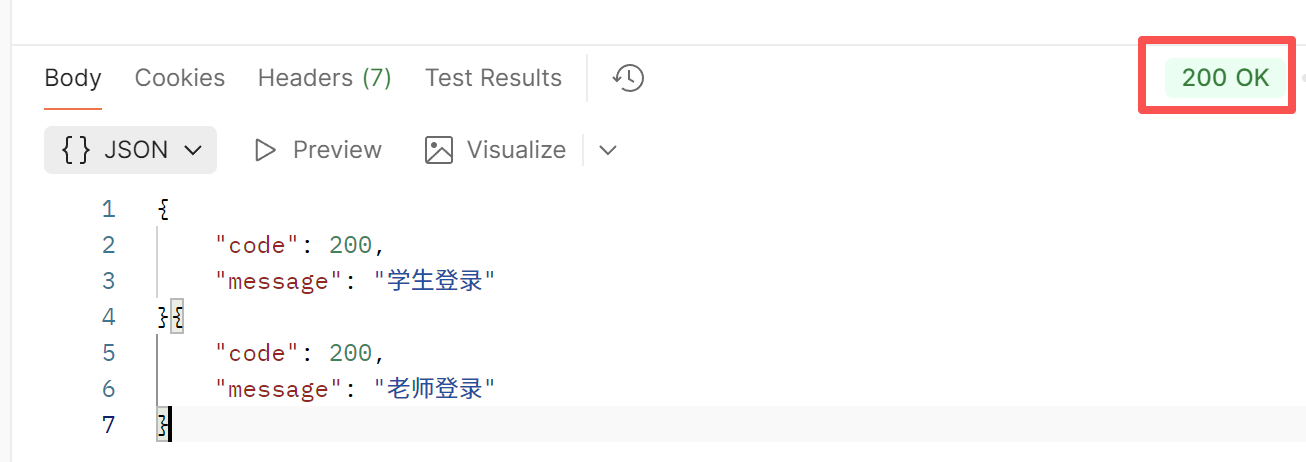 Body Cookies Headers (7) Test Results 200 OK
{} JSON Preview Visualize
1 {
2 "code": 200,
3 "message": "学生登录"
4 }{
5 "code": 200,
6 "message": "老师登录"
7 }